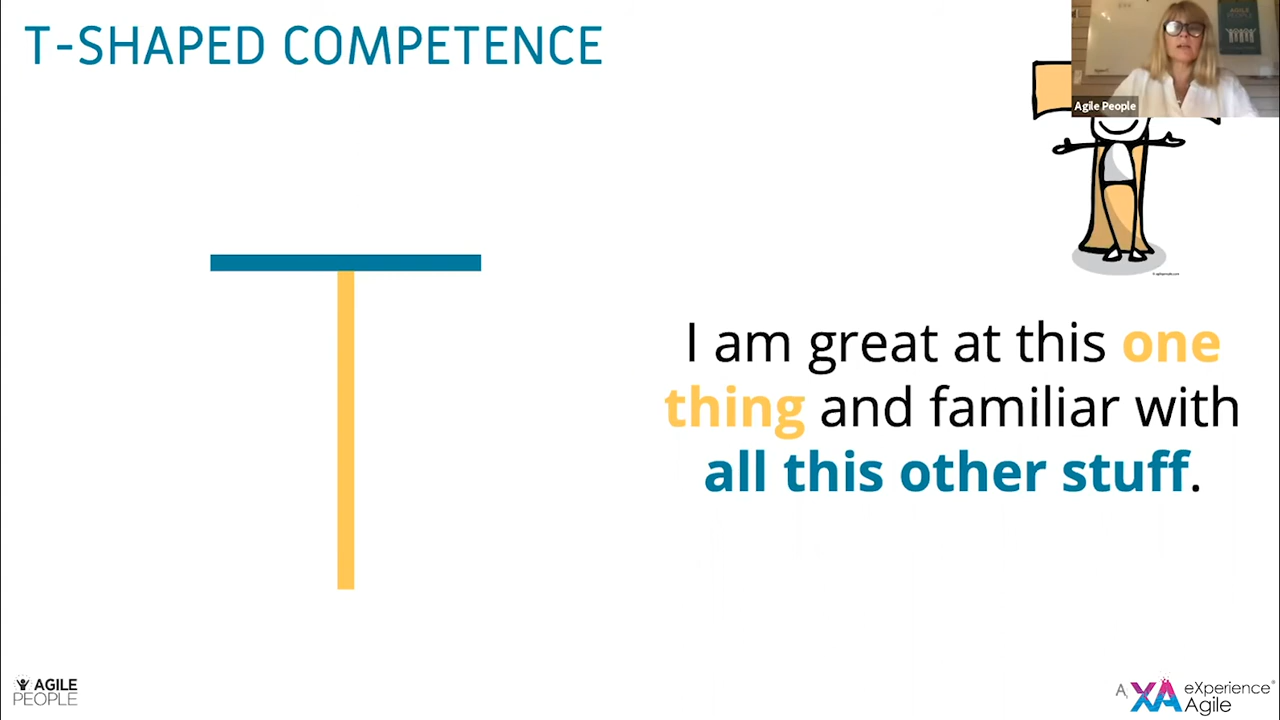 T-SHAPED COMPETENCE
Agile People
I am great at this one
thing and familiar with
all this other stuff.
AGILE
PEOPLE
A XA eXperience
Agile